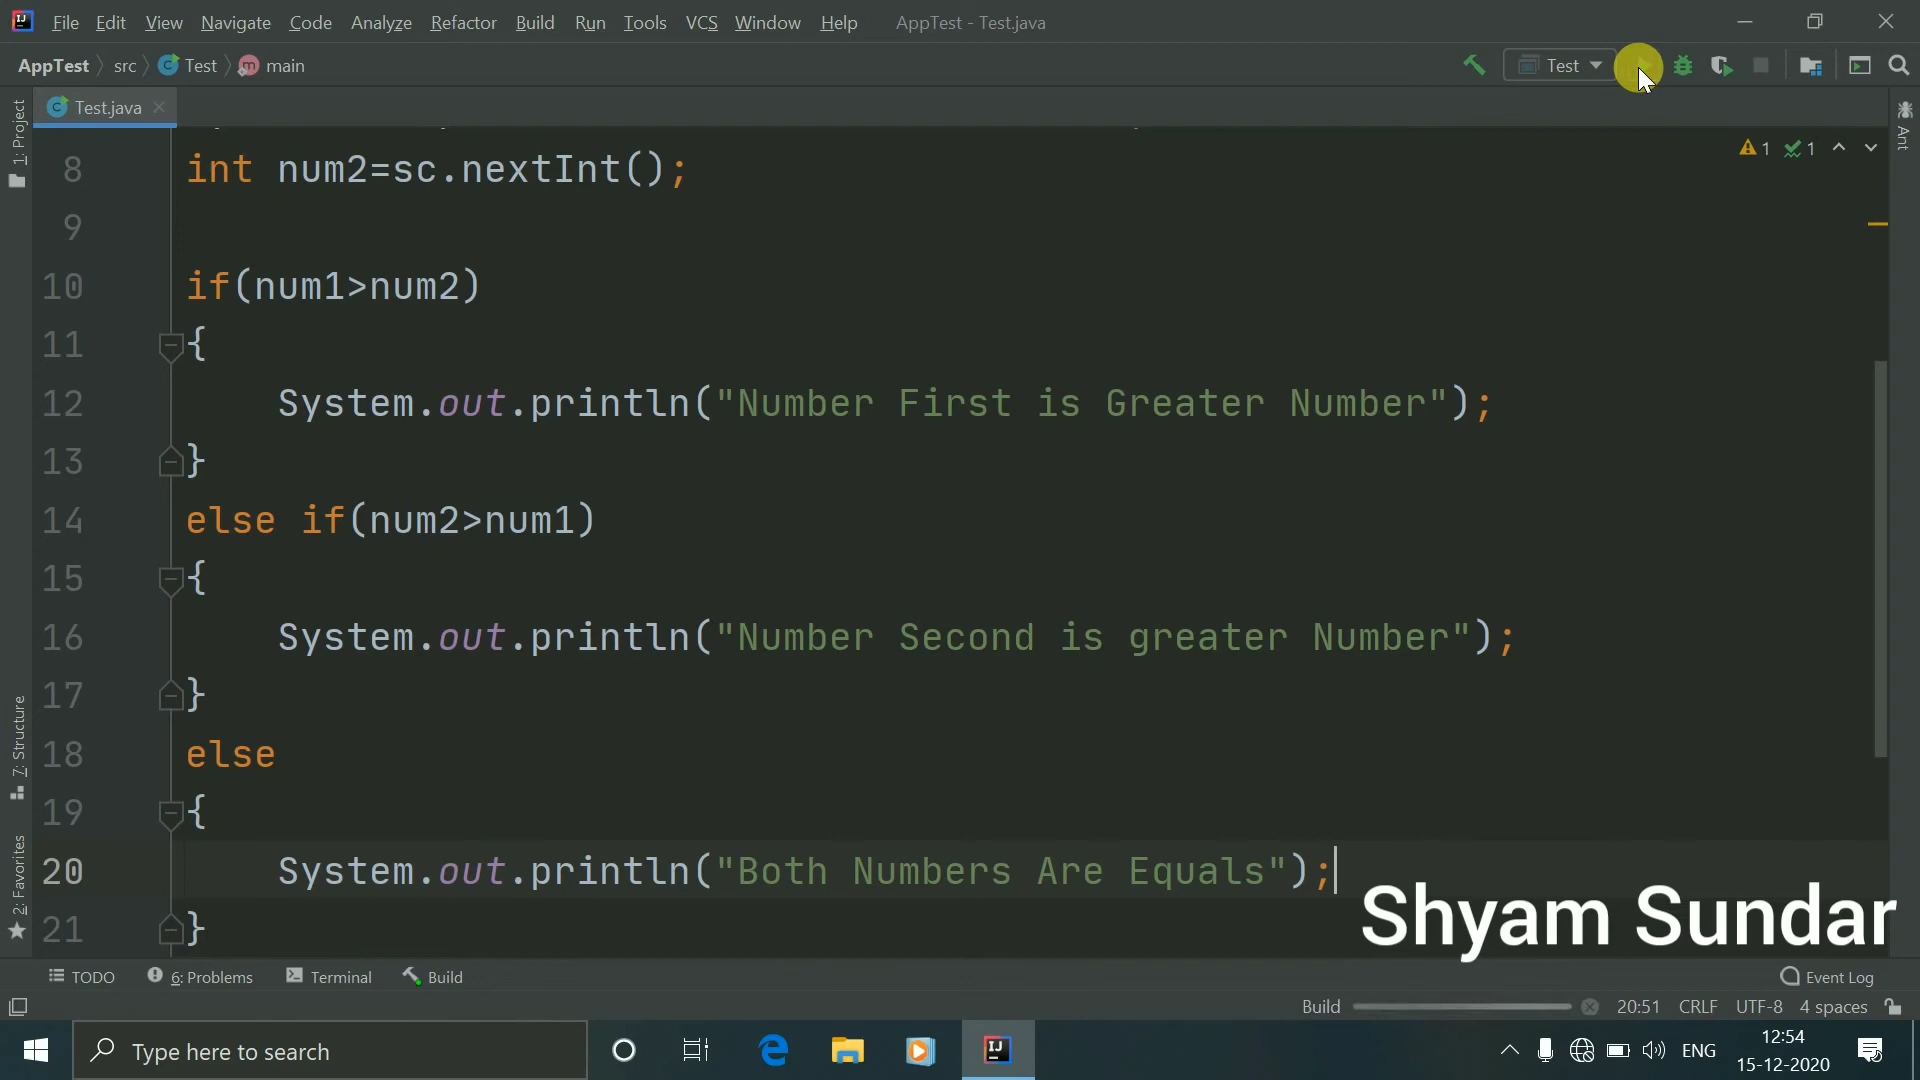 File Edit View Navigate Code Analyze Refactor Build Run Tools VCS Window Help AppTest - Test.java
AppTest src Test main Test
1: Project
Test.java
Ant
1 1
8 int num2=sc.nextInt();
9
10 if(num1>num2)
11 {
12 System.out.println("Number First is Greater Number");
13 }
14 else if(num2>num1)
15 {
16 System.out.println("Number Second is greater Number");
17 }
18 else
19 {
20 System.out.println("Both Numbers Are Equals");
21 }
7: Structure
2: Favorites
Shyam Sundar
TODO 6: Problems Terminal Build Event Log
Build 20:51 CRLF UTF-8 4 spaces
Type here to search
ENG
12:54
15-12-2020